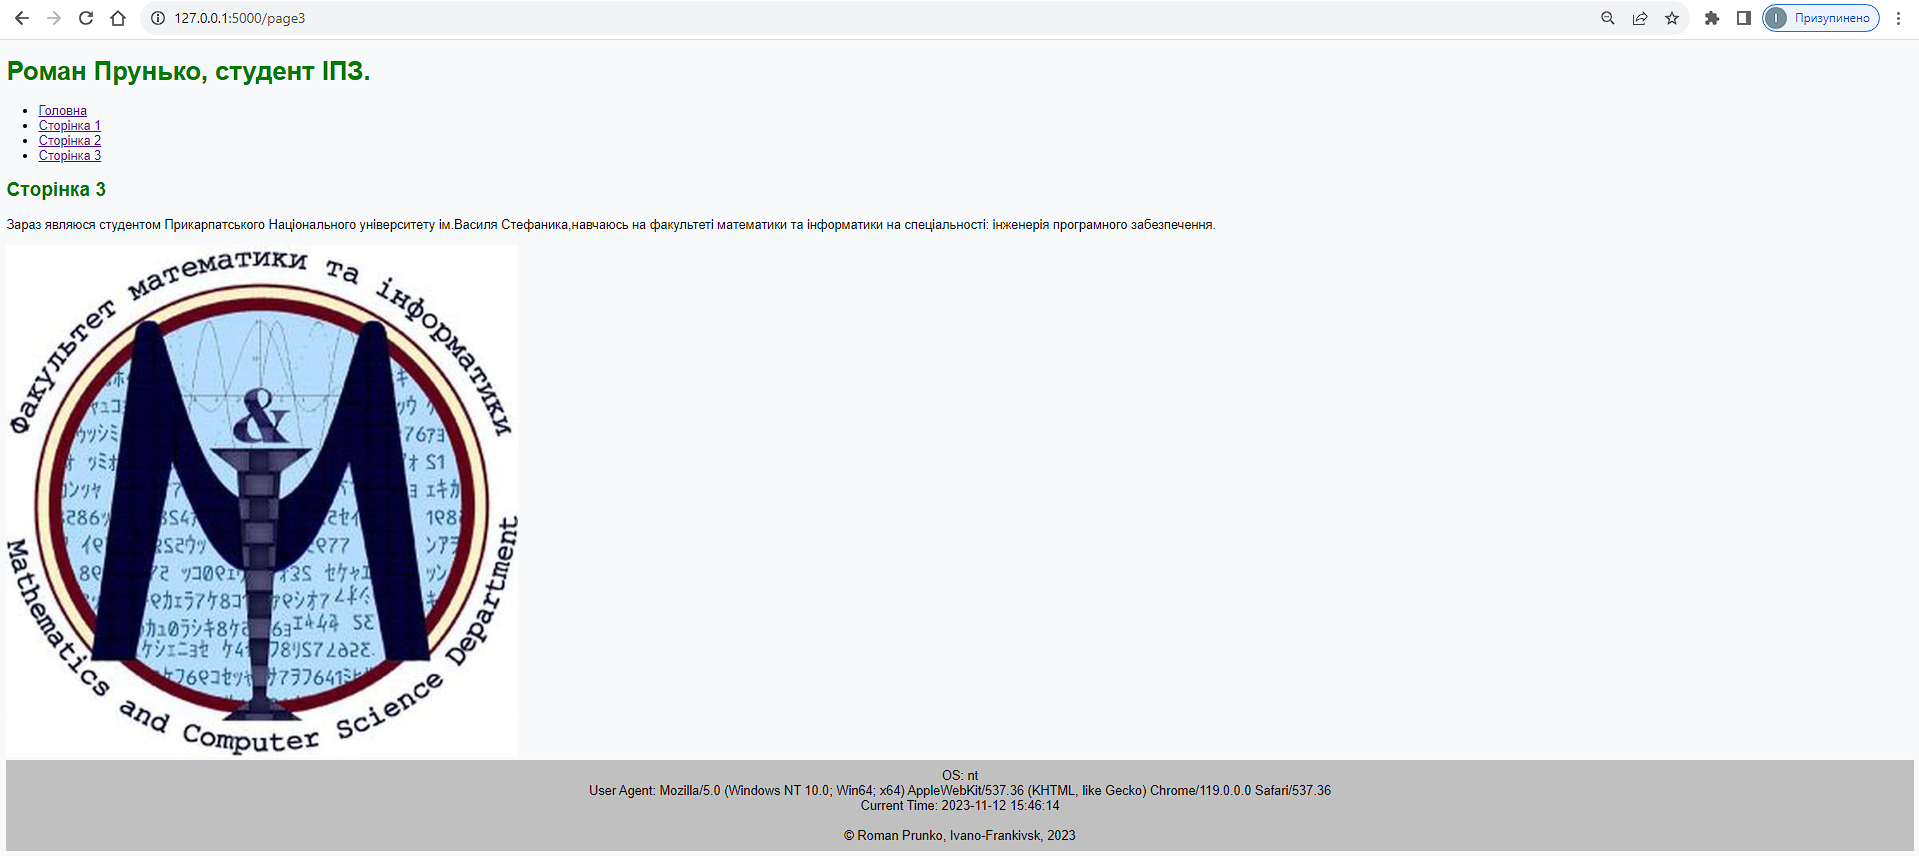 127.0.0.1:5000/page3
Призупинено
Роман Прунько, студент ІПЗ.
Головна
Сторінка 1
Сторінка 2
Сторінка 3
Сторінка 3
Зараз являюся студентом Прикарпатського Національного університету ім.Василя Стефаника,навчаюсь на факультеті математики та інформатики на спеціальності: інженерія програмного забезпечення.
Факультет математики та інформатики
&
Mathematics and Computer Science Department
OS: nt
User Agent: Mozilla/5.0 (Windows NT 10.0; Win64; x64) AppleWebKit/537.36 (KHTML, like Gecko) Chrome/119.0.0.0 Safari/537.36
Current Time: 2023-11-12 15:46:14
© Roman Prunko, Ivano-Frankivsk, 2023